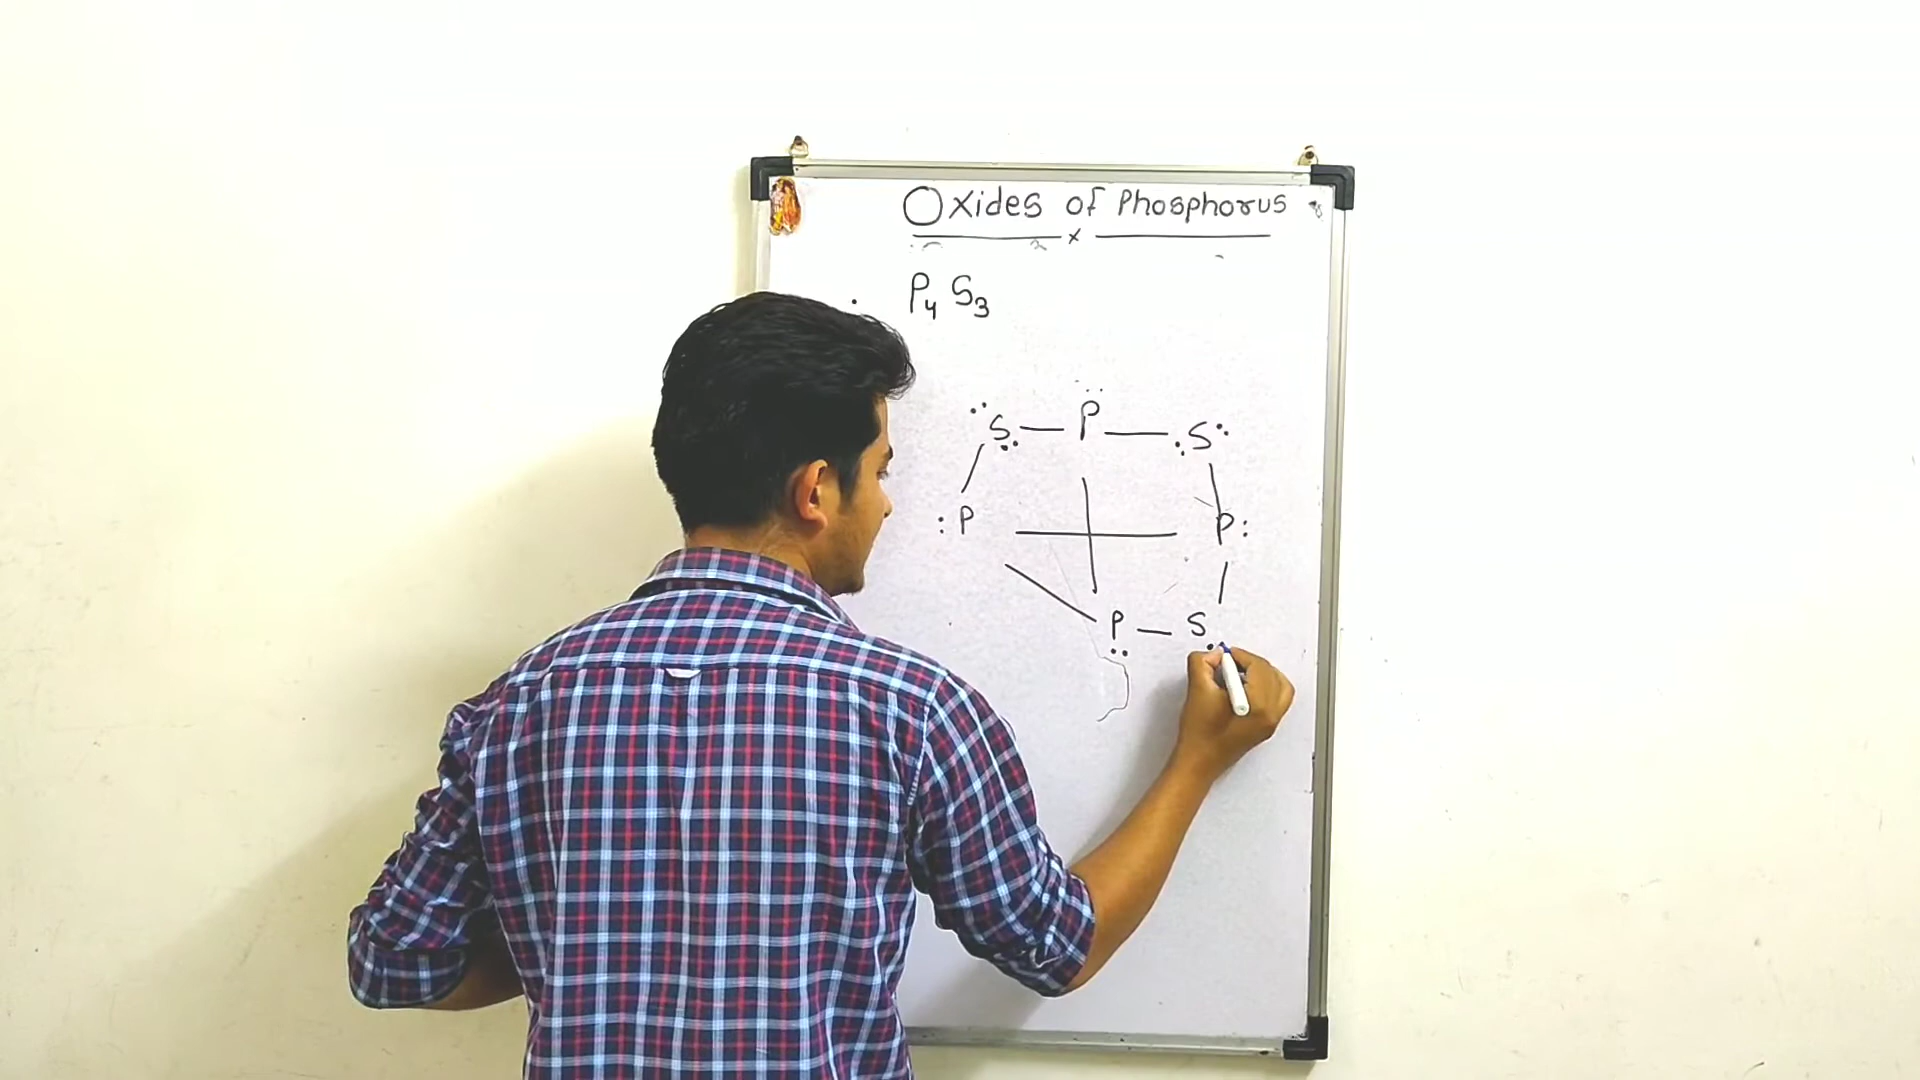 Oxides of Phosphorus
x
P₄ S₃
S — P — S
: P P :
P — S